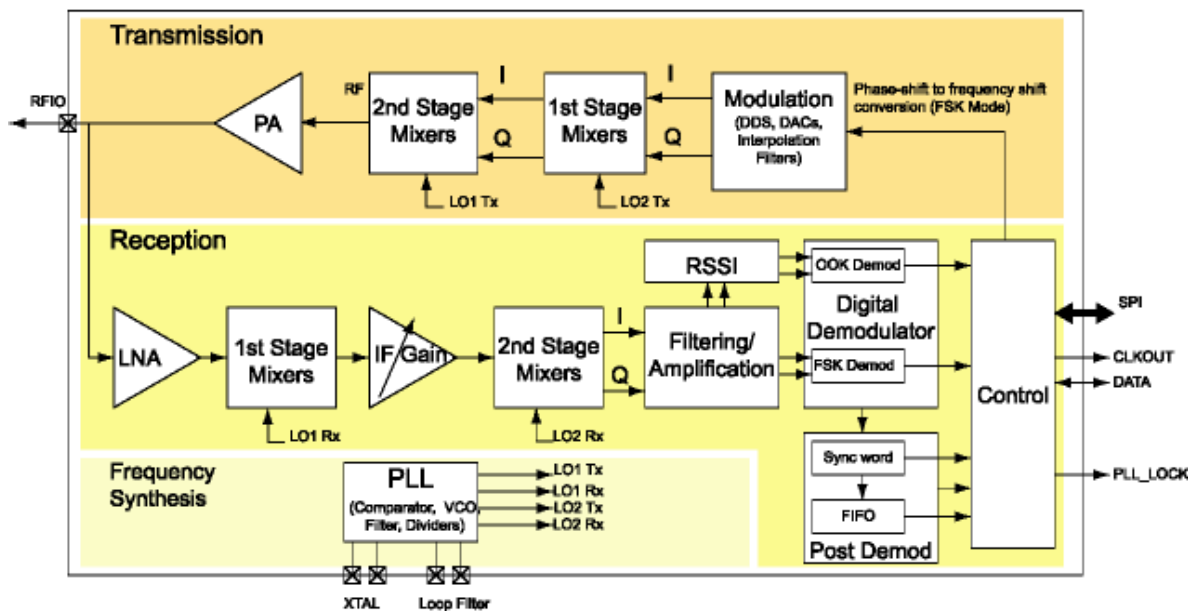 Transmission
RFIO
PA
RF
2nd Stage
Mixers
I
Q
1st Stage
Mixers
I
Q
Modulation
(DDS, DACs,
Interpolation
Filters)
Phase-shift to frequency shift
conversion (FSK Mode)
LO1 Tx
LO2 Tx
Reception
RSSI
OOK Demod
Digital
Demodulator
FSK Demod
LNA
1st Stage
Mixers
IF Gain
2nd Stage
Mixers
I
Q
Filtering/
Amplification
Control
SPI
CLKOUT
DATA
PLL_LOCK
LO1 Rx
LO2 Rx
Sync word
FIFO
Post Demod
Frequency
Synthesis
PLL
(Comparator, VCO,
Filter, Dividers)
LO1 Tx
LO1 Rx
LO2 Tx
LO2 Rx
XTAL
Loop Filter